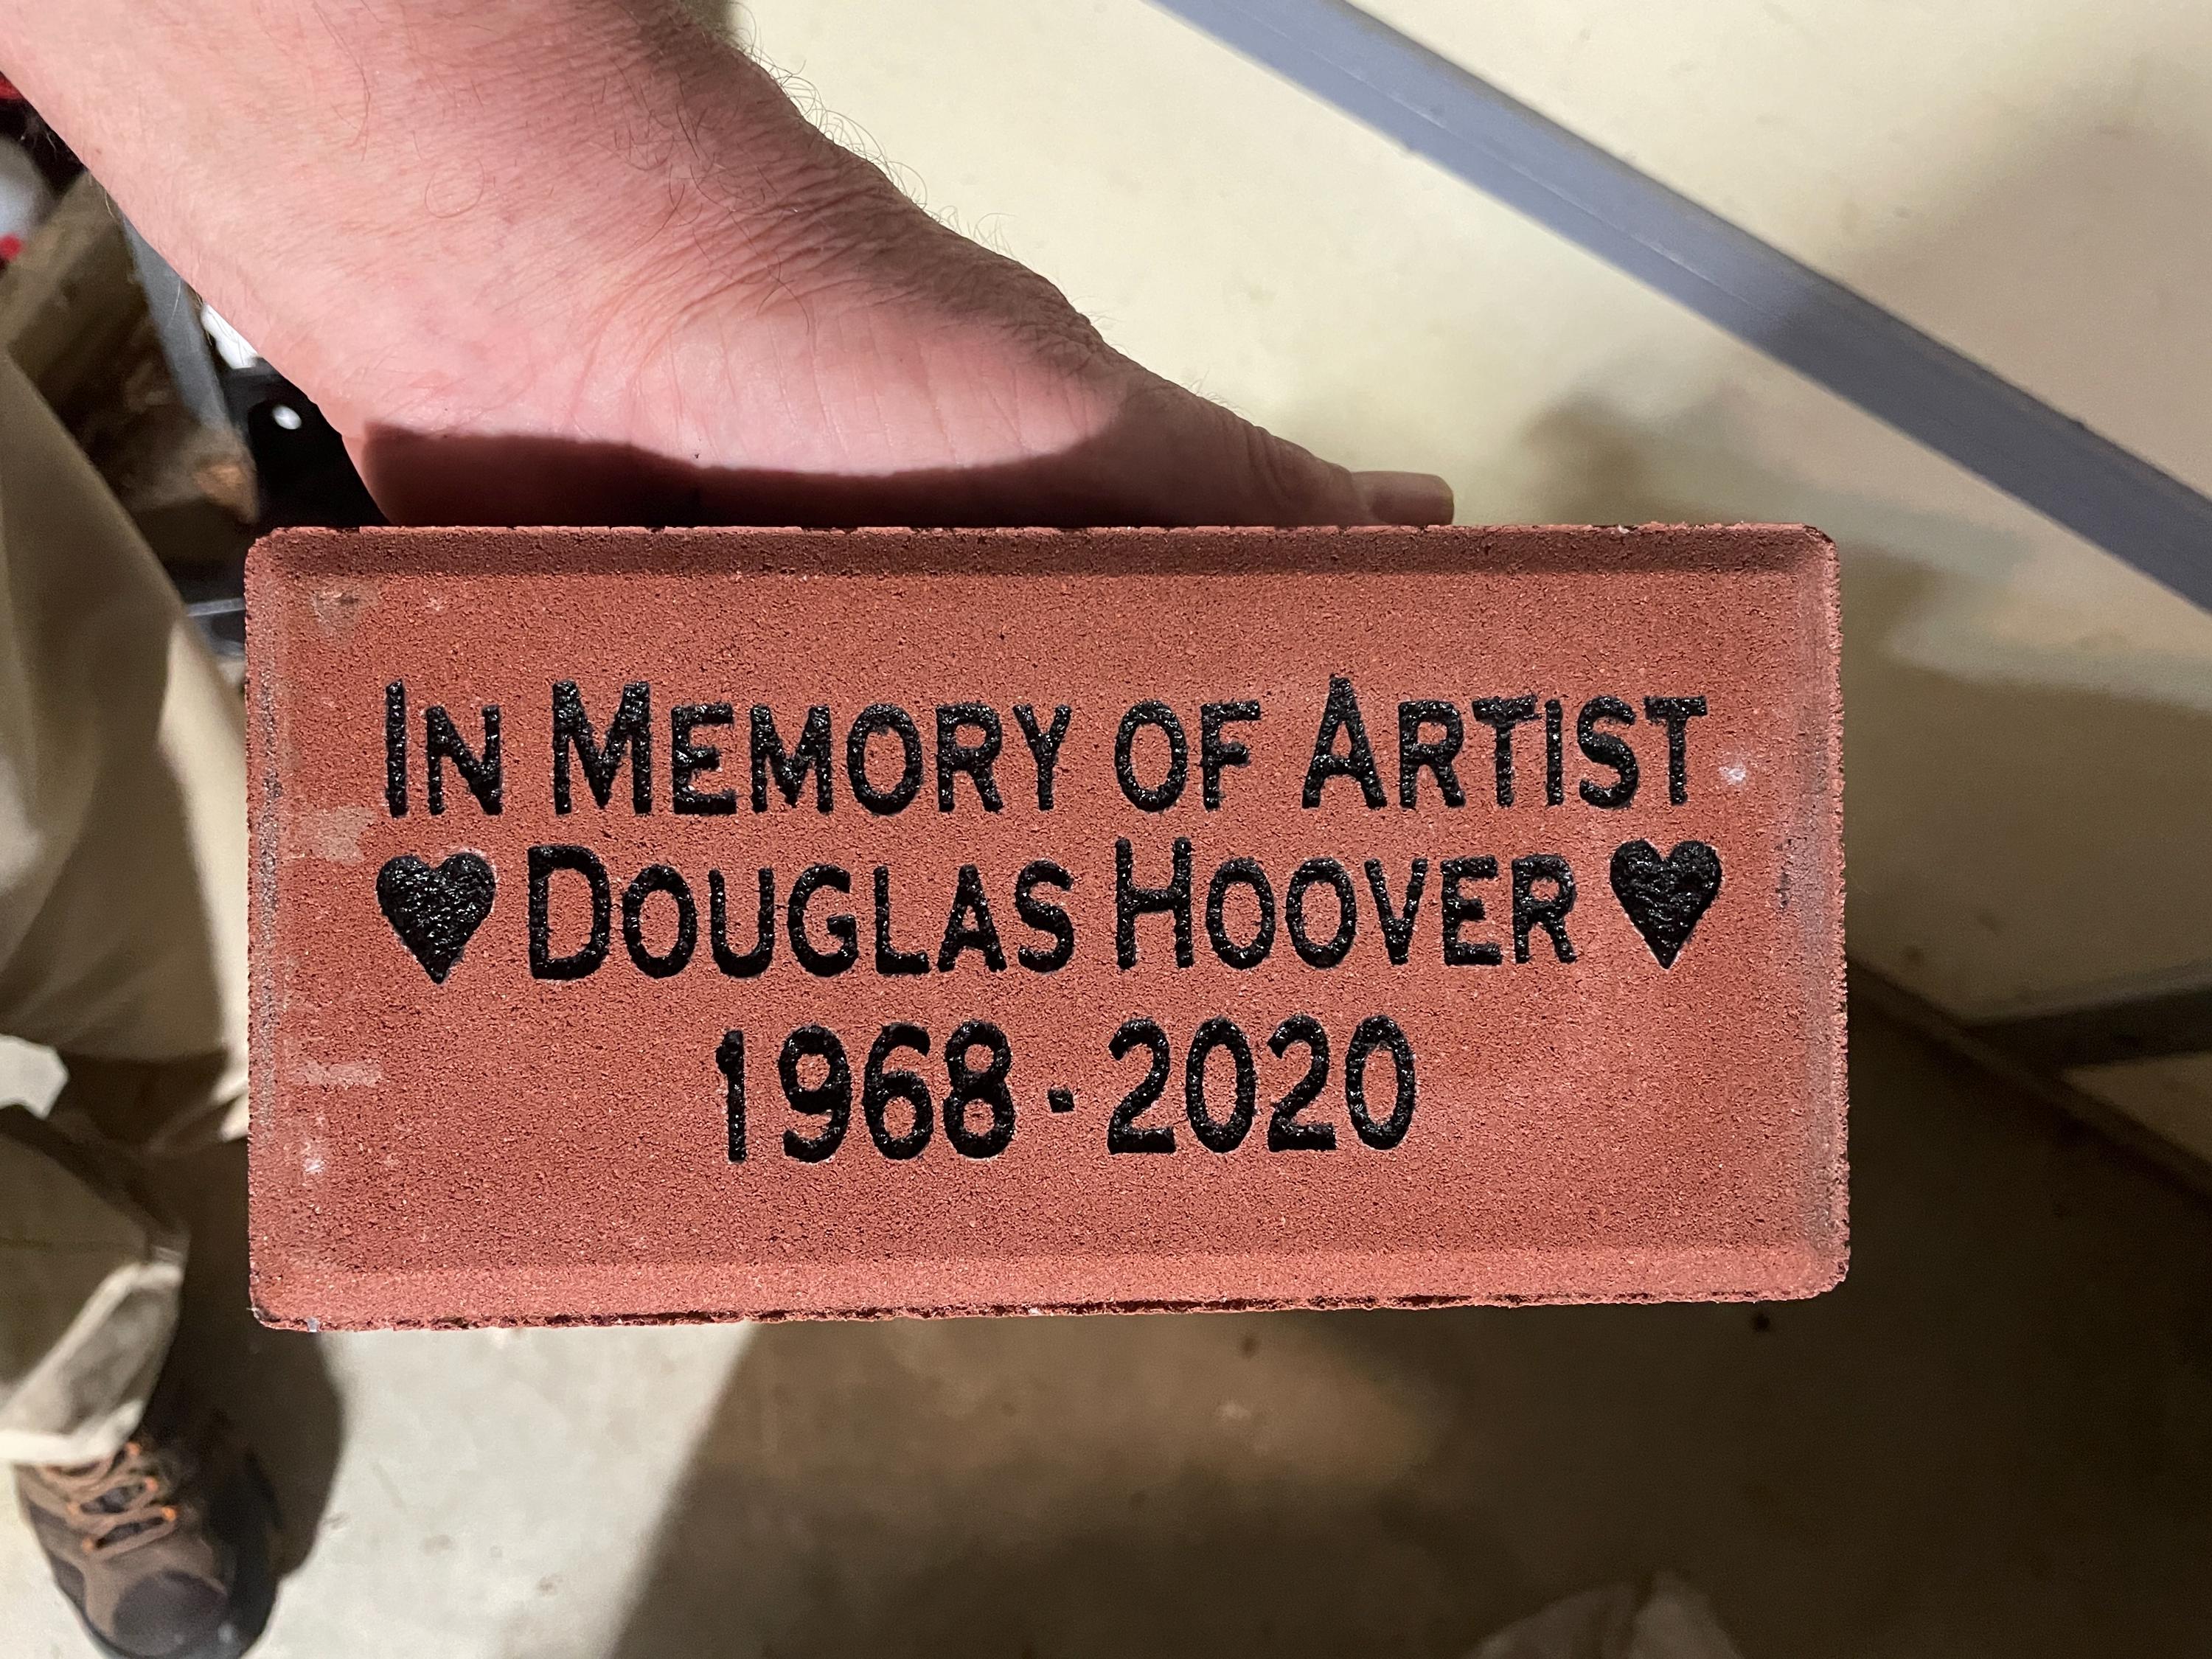 In Memory of Artist
♥ Douglas Hoover ♥
1968 · 2020